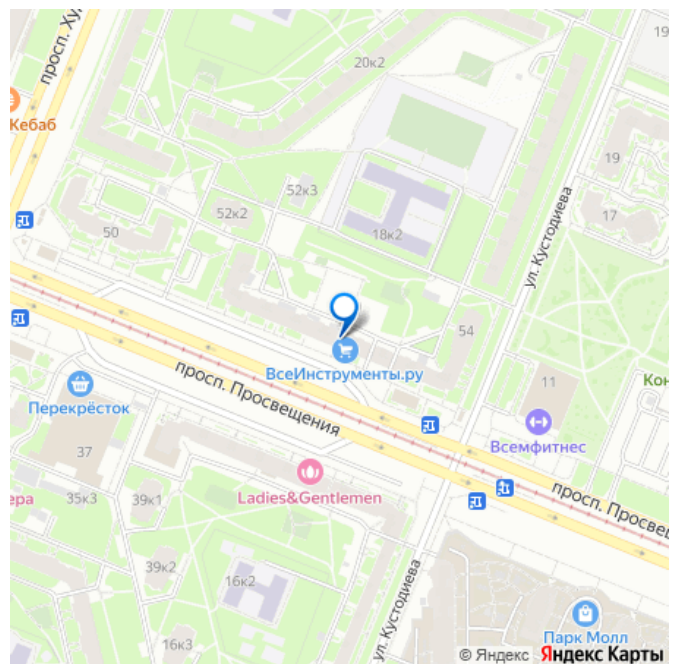 просп. Ху
19
20к2
Кебаб
19
52к3
52к2
17
50
18к2
ул. Кустодиева
54
ВсеИнструменты.ру
просп. Просвещения
11
Кон
Перекрёсток
Всемфитнес
37
ера
35к3
39к1
Ladies&Gentlemen
просп. Просвещ
39к2
16к2
ул. Кустодиева
16к3
Парк Молл
© Яндекс Яндекс Карты